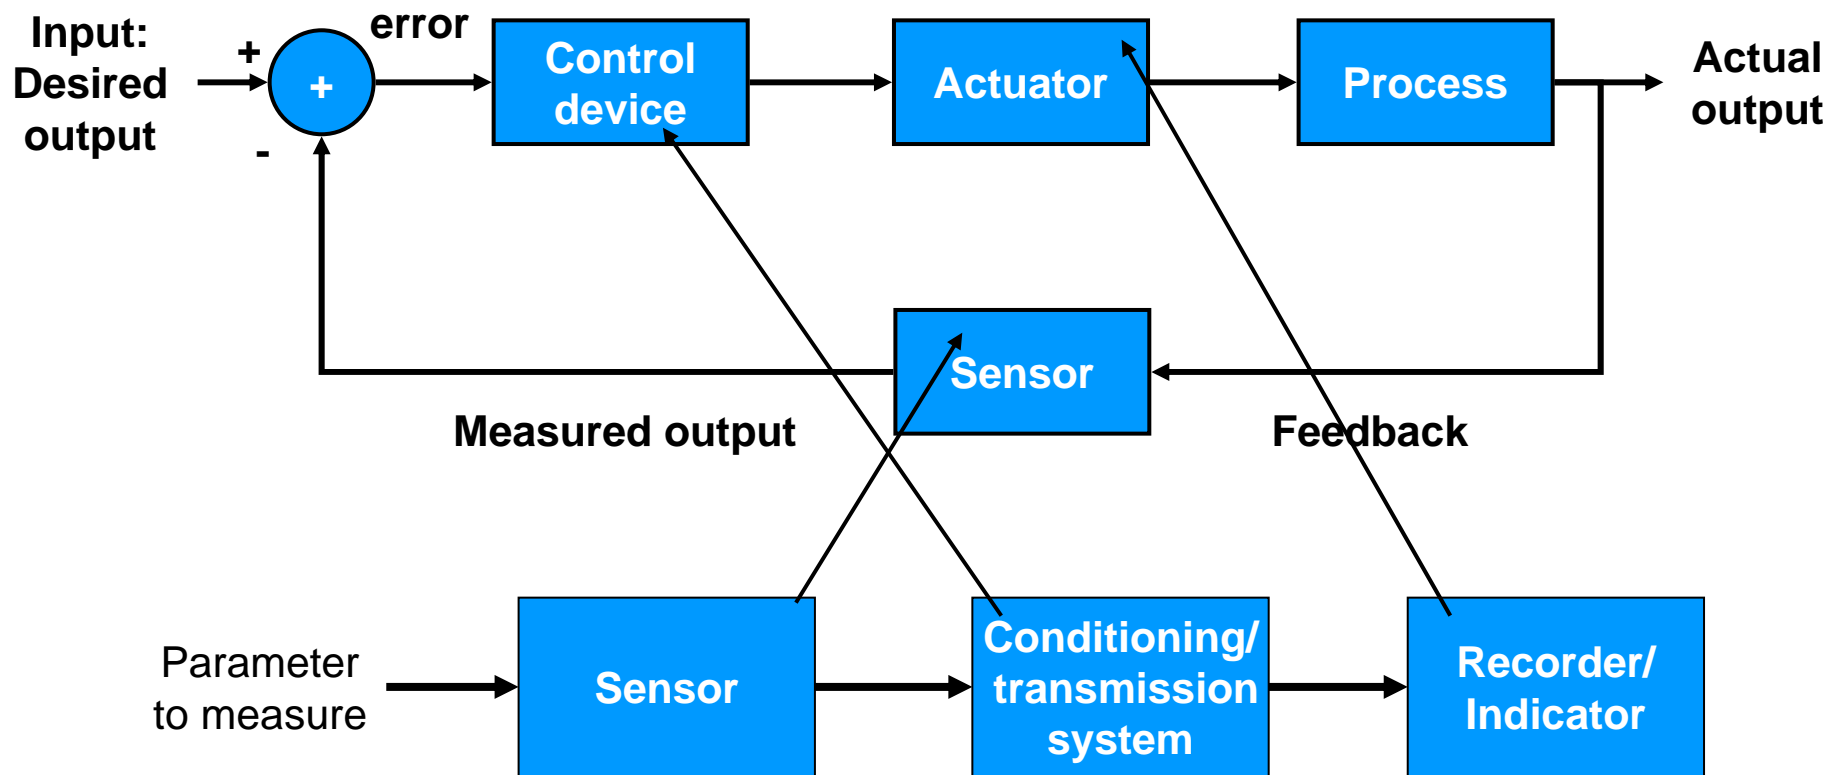 Input:
Desired
output
+
-
+
error
Control
device
Actuator
Process
Actual
output
Sensor
Measured output
Feedback
Parameter
to measure
Sensor
Conditioning/
transmission
system
Recorder/
Indicator